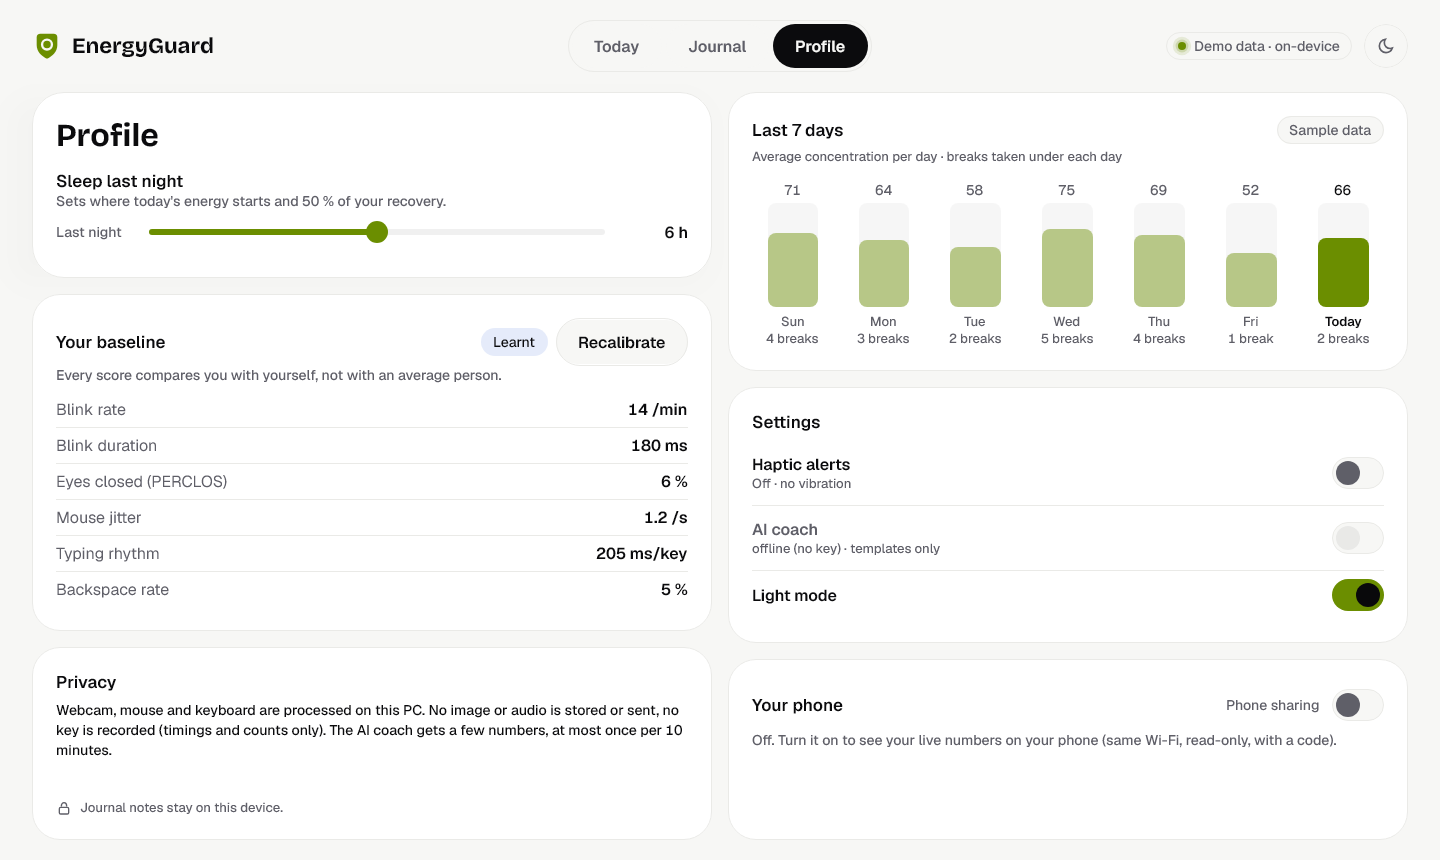 EnergyGuard
Today
Journal
Profile
Demo data · on-device
Profile
Sleep last night
Sets where today's energy starts and 50 % of your recovery.
Last night
6 h
Your baseline
Learnt
Recalibrate
Every score compares you with yourself, not with an average person.
Blink rate
14 /min
Blink duration
180 ms
Eyes closed (PERCLOS)
6 %
Mouse jitter
1.2 /s
Typing rhythm
205 ms/key
Backspace rate
5 %
Privacy
Webcam, mouse and keyboard are processed on this PC. No image or audio is stored or sent, no
key is recorded (timings and counts only). The AI coach gets a few numbers, at most once per 10
minutes.
Journal notes stay on this device.
Last 7 days
Sample data
Average concentration per day · breaks taken under each day
71 64 58 75 69 52 66
Sun Mon Tue Wed Thu Fri Today
4 breaks 3 breaks 2 breaks 5 breaks 4 breaks 1 break 2 breaks
Settings
Haptic alerts
Off · no vibration
AI coach
offline (no key) · templates only
Light mode
Your phone
Phone sharing
Off. Turn it on to see your live numbers on your phone (same Wi-Fi, read-only, with a code).